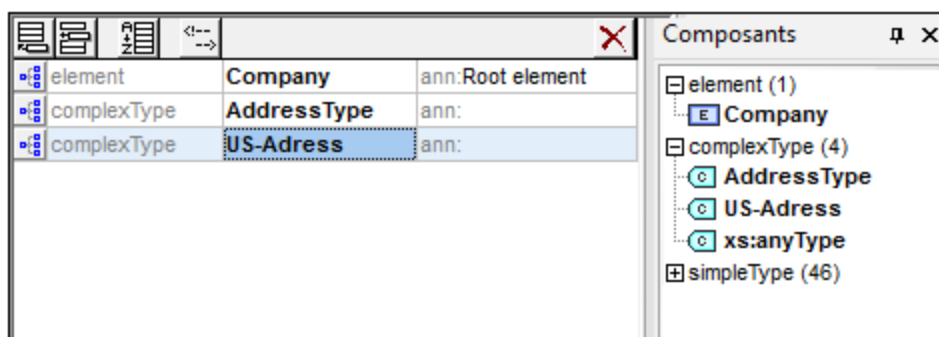 Composants
element Company ann:Root element
complexType AddressType ann:
complexType US-Adress ann:
element (1)
E Company
complexType (4)
C AddressType
C US-Adress
C xs:anyType
simpleType (46)